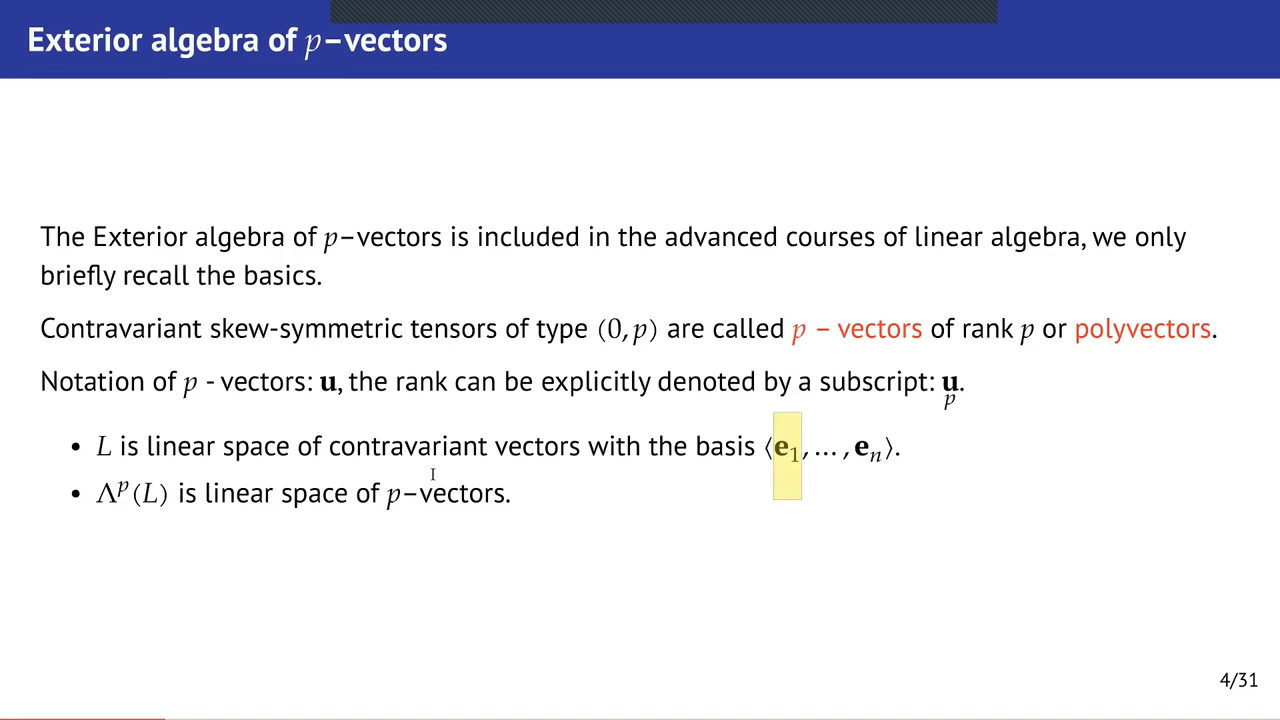 Exterior algebra of p–vectors
The Exterior algebra of p–vectors is included in the advanced courses of linear algebra, we only
briefly recall the basics.
Contravariant skew-symmetric tensors of type (0, p) are called p – vectors of rank p or polyvectors.
Notation of p - vectors: u, the rank can be explicitly denoted by a subscript: u.
p
• L is linear space of contravariant vectors with the basis ⟨e₁, … , eₙ⟩.
• Λᵖ(L) is linear space of p–vectors.
4/31